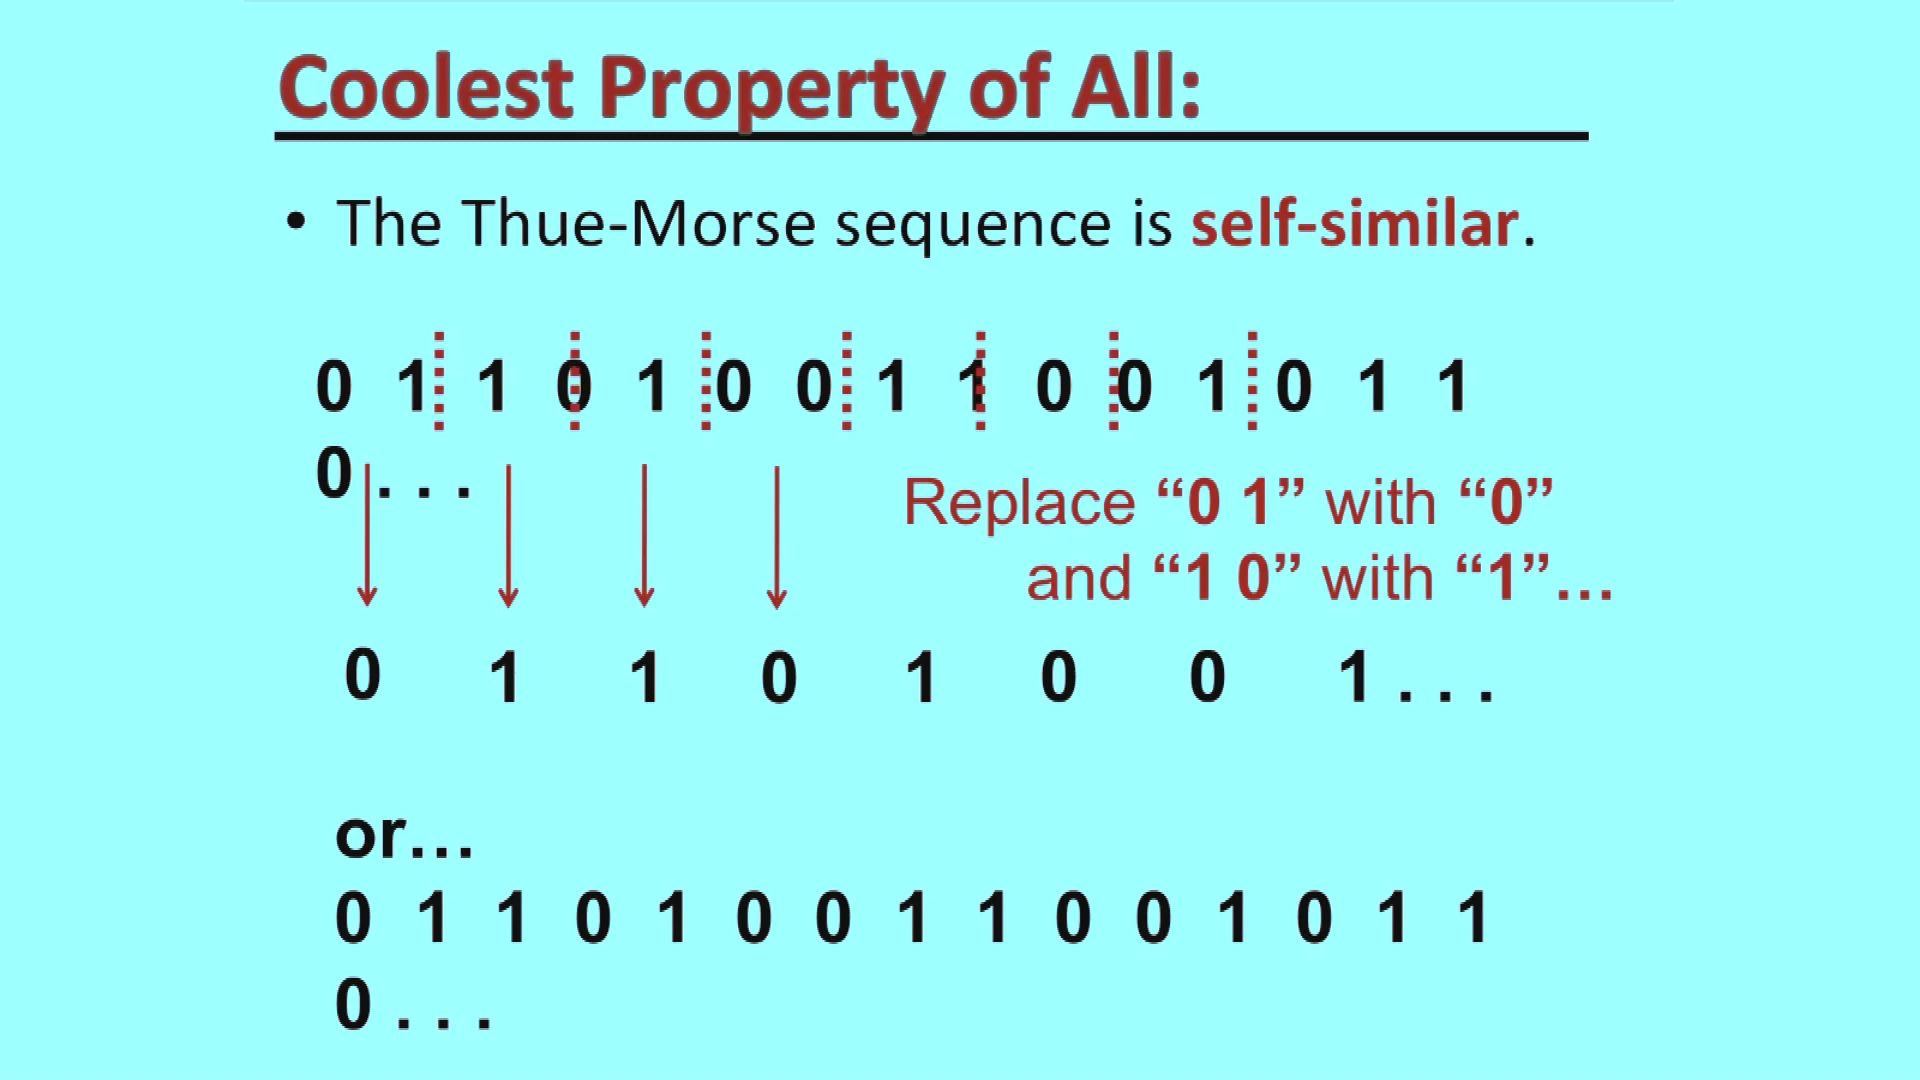 Coolest Property of All:
• The Thue-Morse sequence is self-similar.
0 1 1 0 1 0 0 1 1 0 0 1 0 1 1
0 . . .
Replace “0 1” with “0”
and “1 0” with “1”...
0 1 1 0 1 0 0 1 . . .
or...
0 1 1 0 1 0 0 1 1 0 0 1 0 1 1
0 . . .